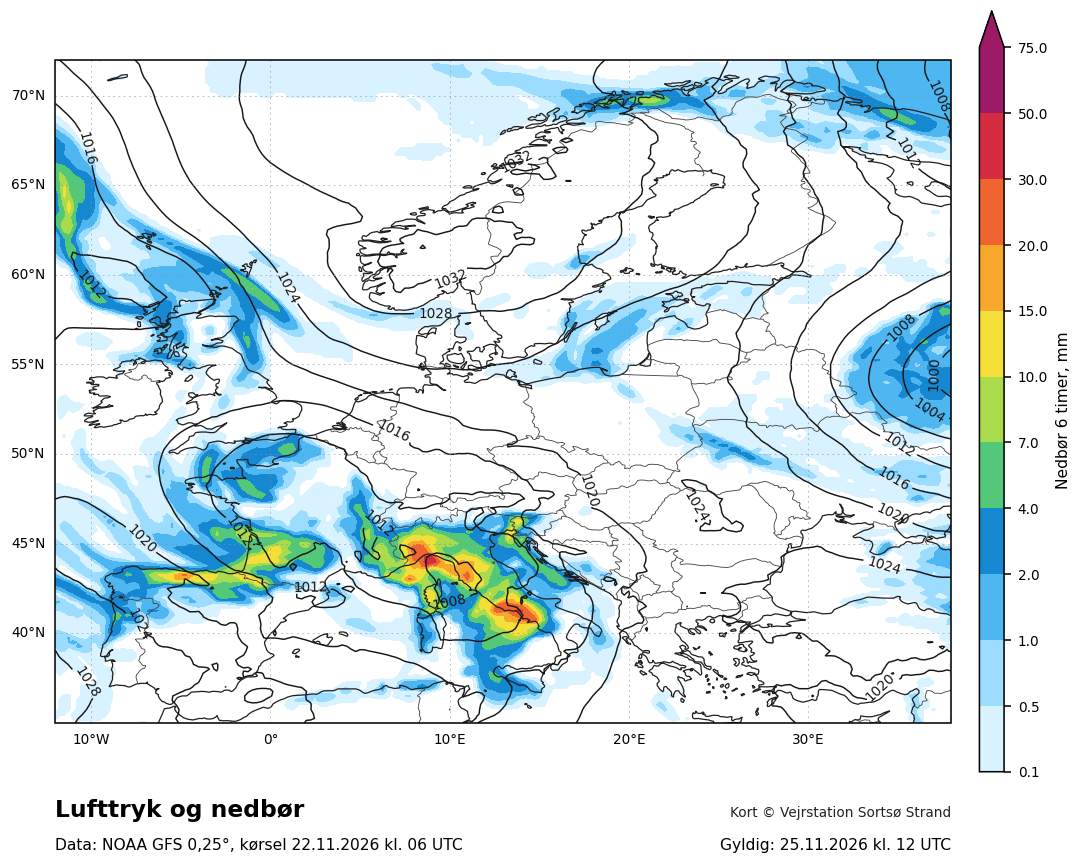 75.0
50.0
30.0
20.0
15.0
10.0
7.0
4.0
2.0
1.0
0.5
0.1
Nedbør 6 timer, mm
70°N
65°N
60°N
55°N
50°N
45°N
40°N
10°W
0°
10°E
20°E
30°E
1016
1012
1024
1032
1032
1028
1008
1012
1008
1000
1004
1012
1016
1020
1024
1016
1020
1024
1012
1012
1012
1008
1020
1024
1028
1020
Lufttryk og nedbør
Kort © Vejrstation Sortsø Strand
Data: NOAA GFS 0,25°, kørsel 22.11.2026 kl. 06 UTC
Gyldig: 25.11.2026 kl. 12 UTC